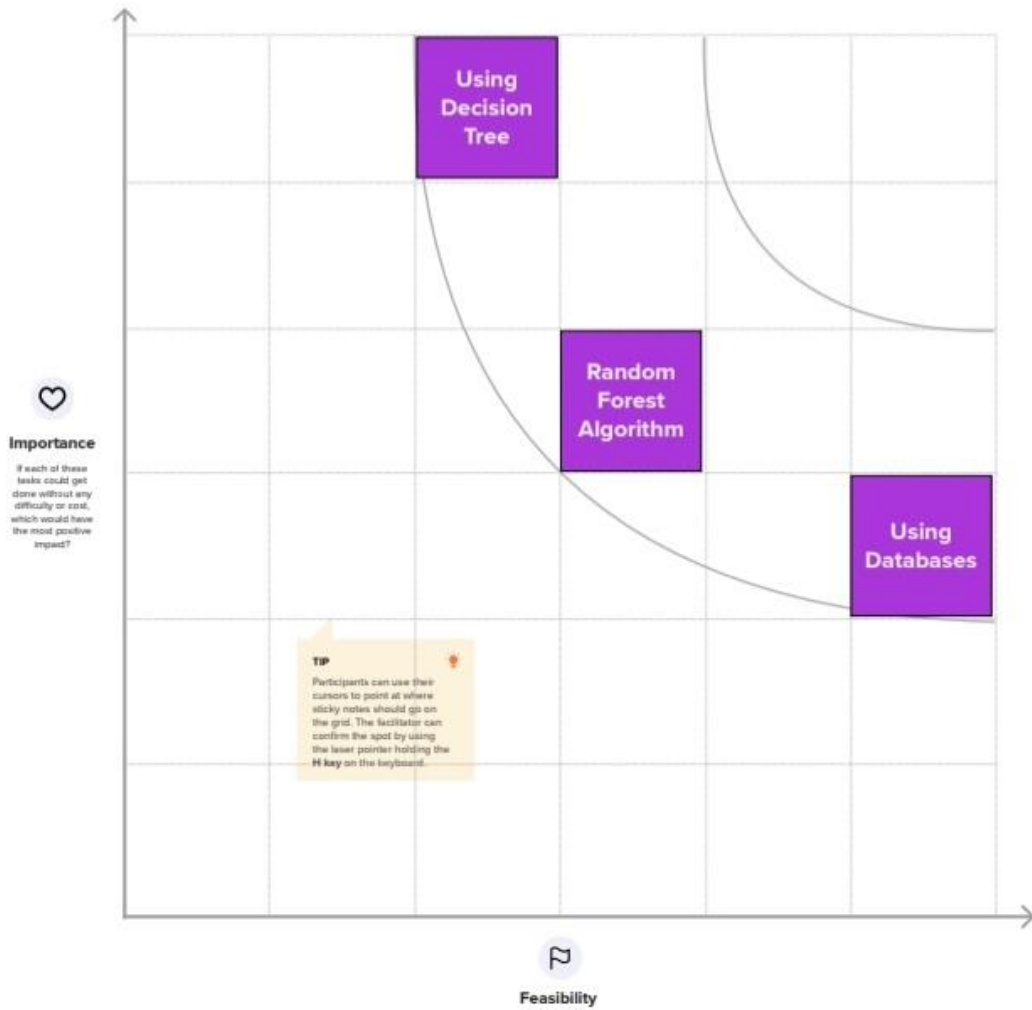 Using
Decision
Tree
Random
Forest
Algorithm
Importance
If each of these
tasks could get
done without any
difficulty or cost,
which would have
the most positive
impact?
Using
Databases
TIP
Participants can use their
cursors to point at where
sticky notes should go on
the grid. The facilitator can
confirm the spot by using
the laser pointer holding the
H key on the keyboard.
Feasibility